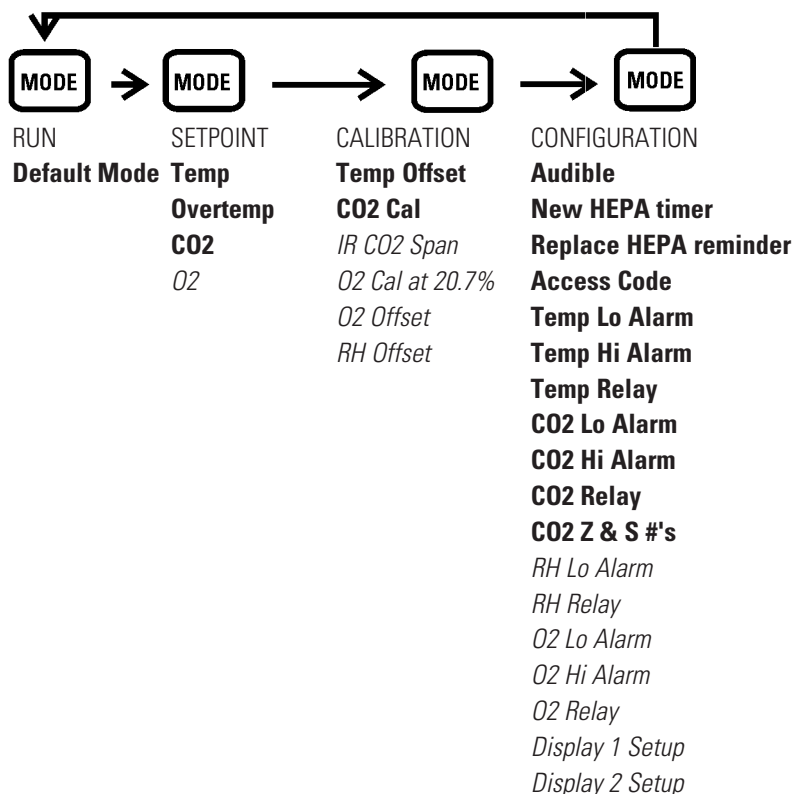 MODE MODE MODE MODE
RUN SETPOINT CALIBRATION CONFIGURATION
Default Mode Temp Temp Offset Audible
Overtemp CO2 Cal New HEPA timer
CO2 IR CO2 Span Replace HEPA reminder
O2 O2 Cal at 20.7% Access Code
O2 Offset Temp Lo Alarm
RH Offset Temp Hi Alarm
Temp Relay
CO2 Lo Alarm
CO2 Hi Alarm
CO2 Relay
CO2 Z & S #'s
RH Lo Alarm
RH Relay
O2 Lo Alarm
O2 Hi Alarm
O2 Relay
Display 1 Setup
Display 2 Setup